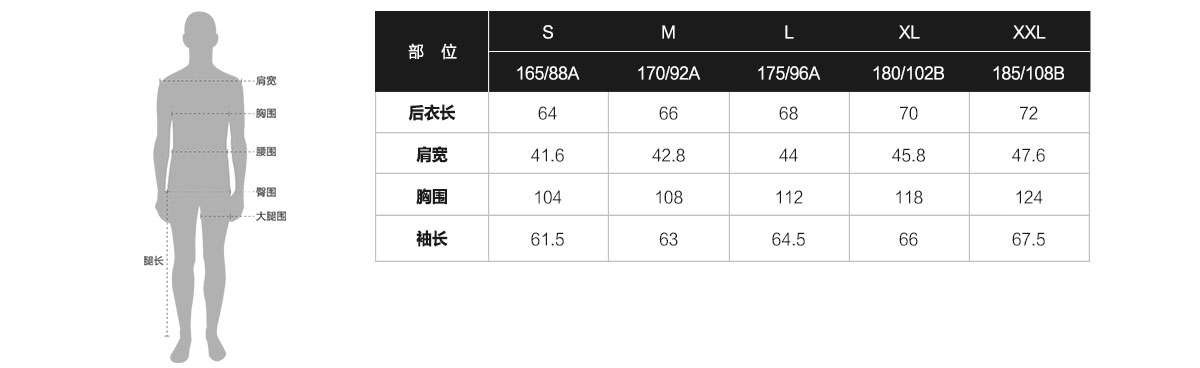 肩宽
胸围
腰围
臀围
大腿围
腿长
部 位 S M L XL XXL
165/88A 170/92A 175/96A 180/102B 185/108B
后衣长 64 66 68 70 72
肩宽 41.6 42.8 44 45.8 47.6
胸围 104 108 112 118 124
袖长 61.5 63 64.5 66 67.5